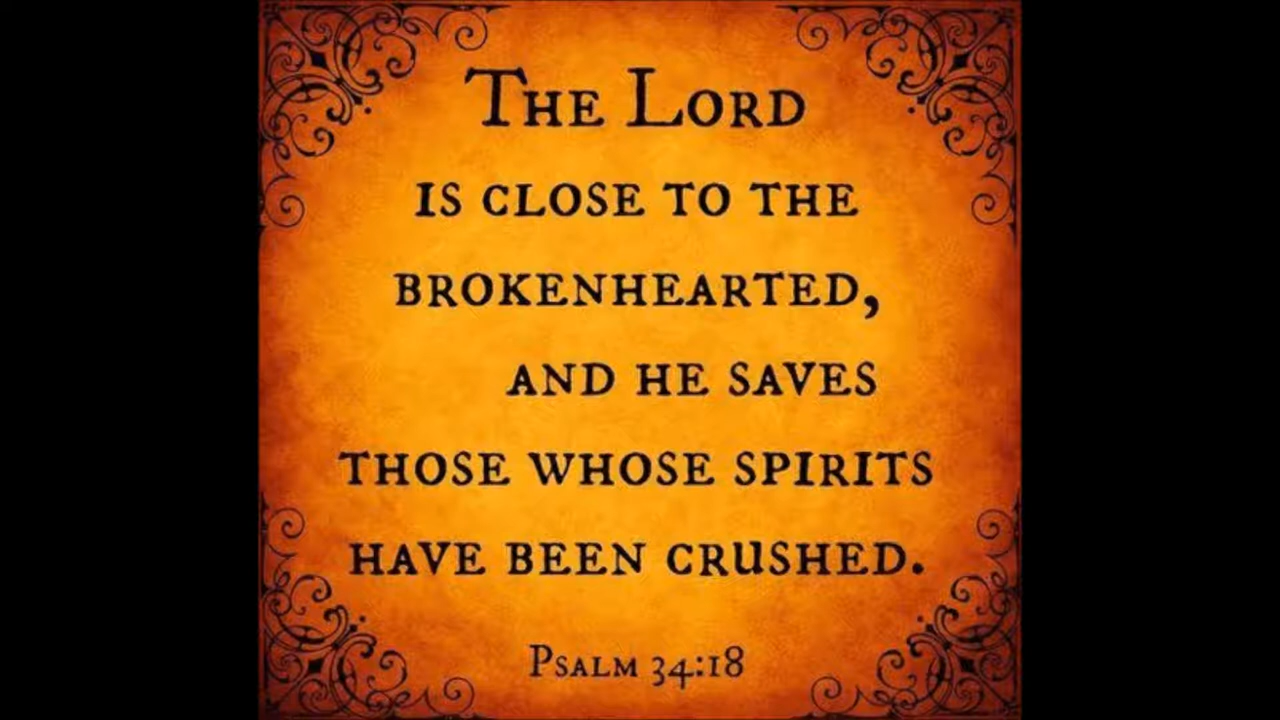 The Lord
is close to the
brokenhearted,
and he saves
those whose spirits
have been crushed.
Psalm 34:18